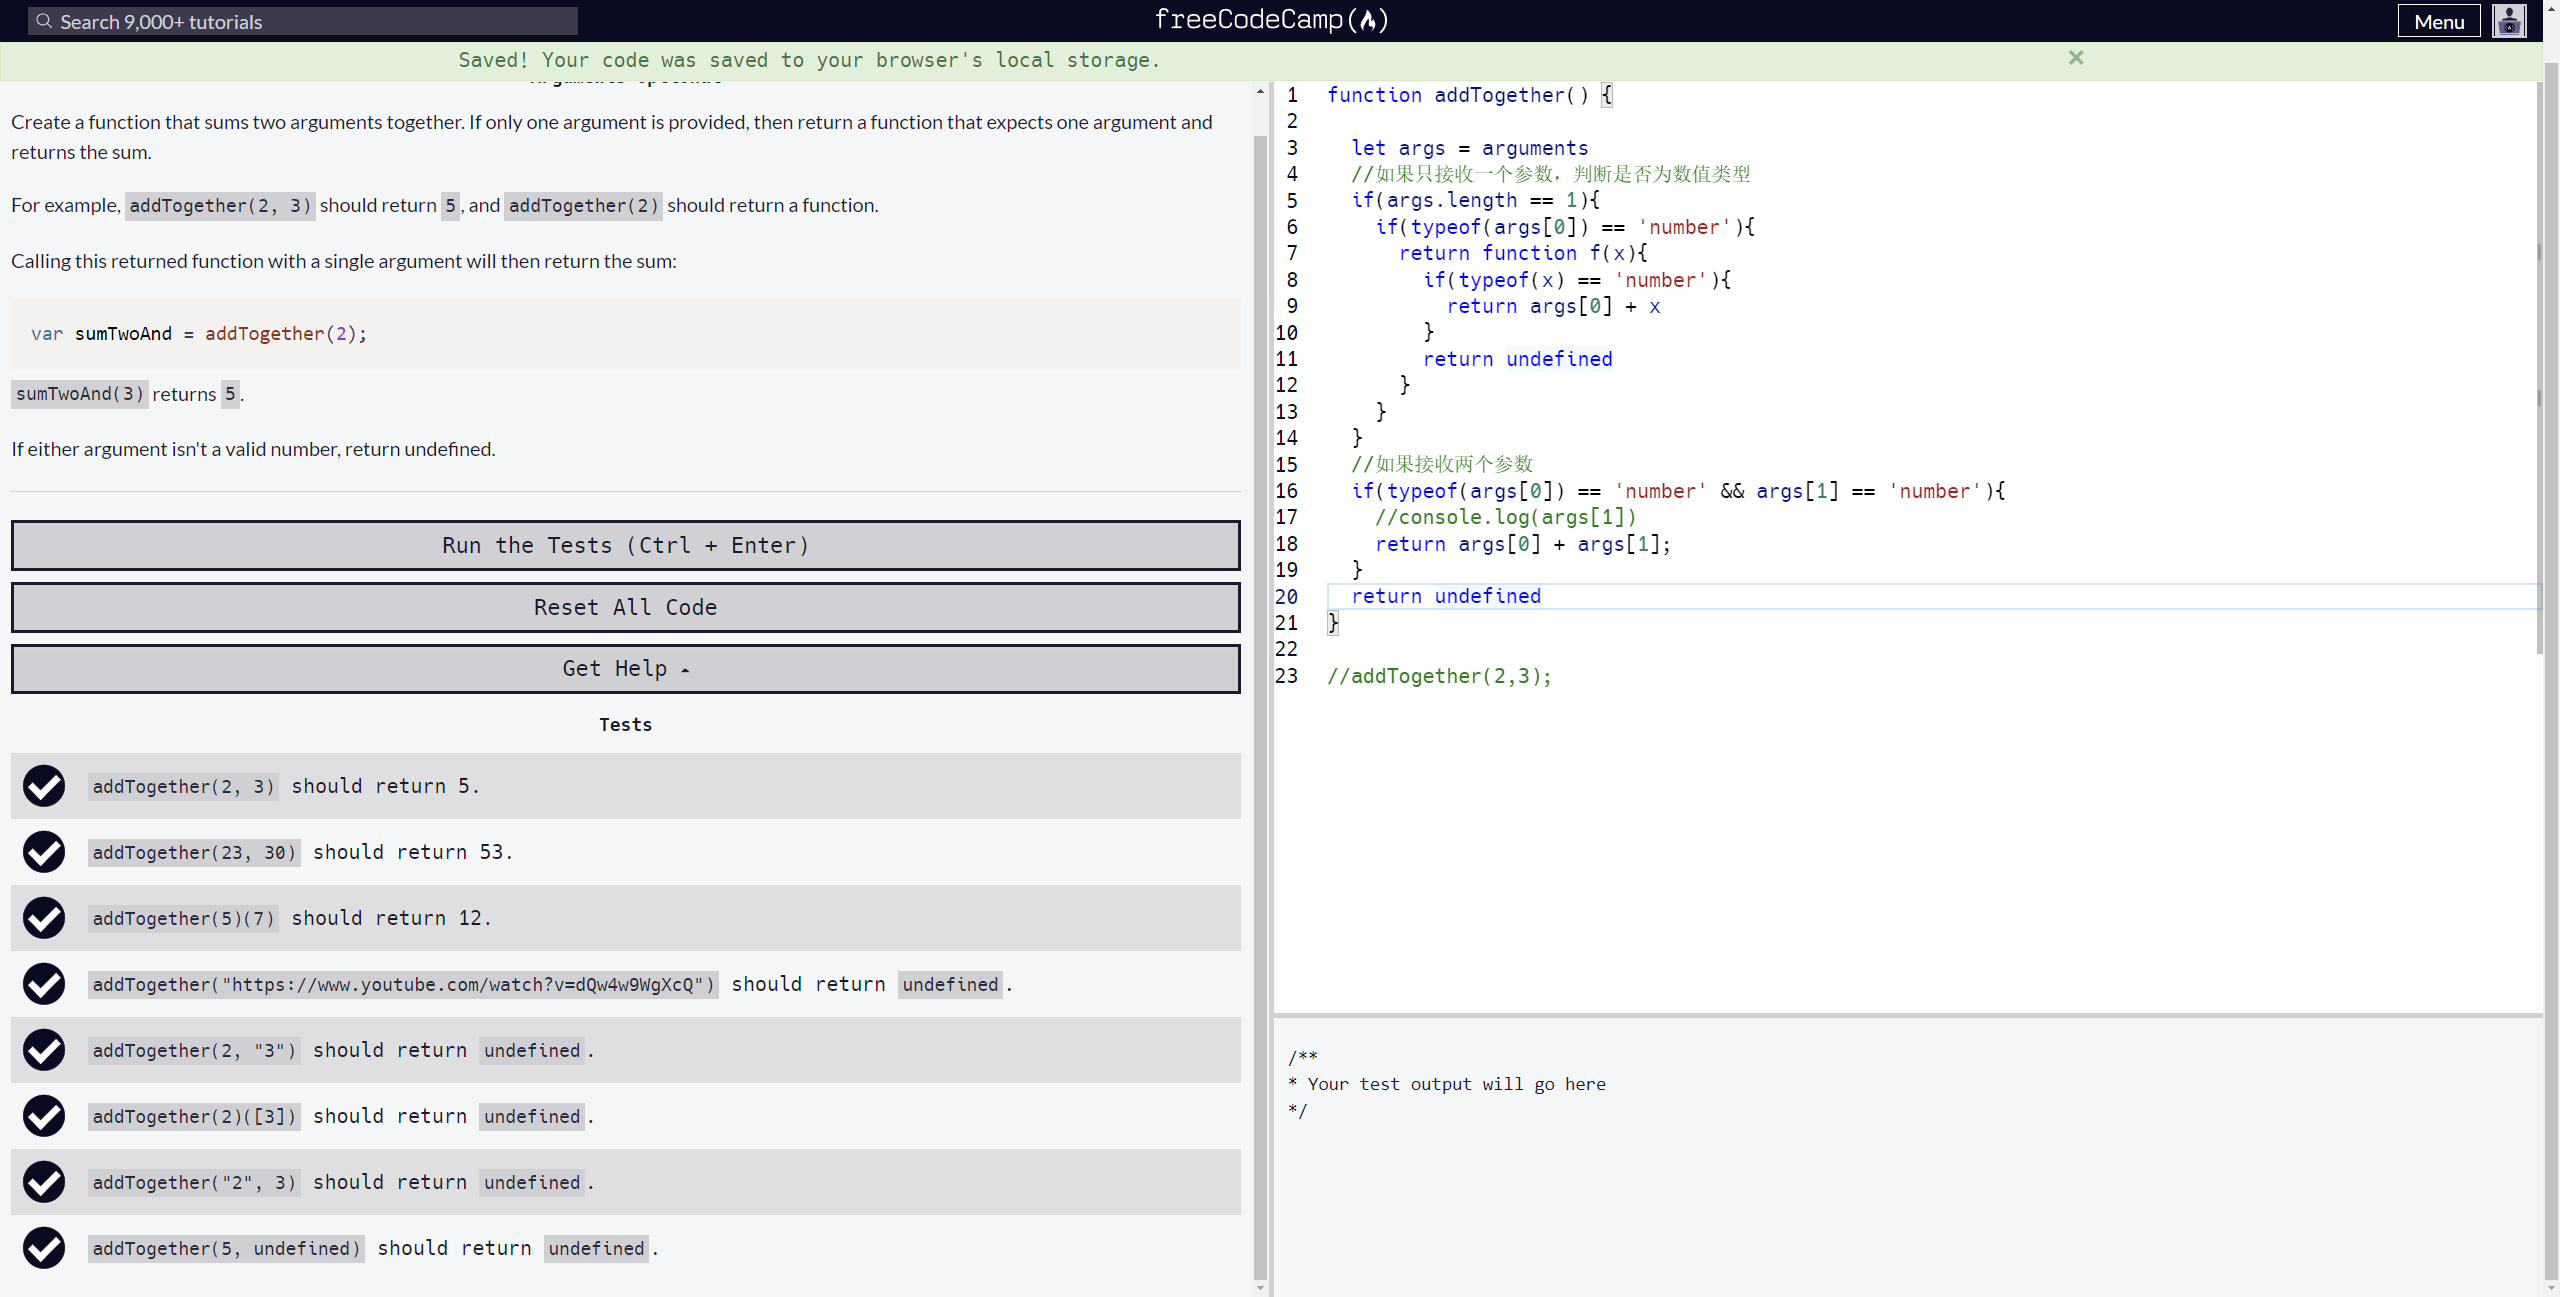 Search 9,000+ tutorials
freeCodeCamp
Menu
Saved! Your code was saved to your browser's local storage.
×
Create a function that sums two arguments together. If only one argument is provided, then return a function that expects one argument and
returns the sum.
For example, addTogether(2, 3) should return 5, and addTogether(2) should return a function.
Calling this returned function with a single argument will then return the sum:
var sumTwoAnd = addTogether(2);
sumTwoAnd(3) returns 5.
If either argument isn't a valid number, return undefined.
Run the Tests (Ctrl + Enter)
Reset All Code
Get Help
Tests
addTogether(2, 3) should return 5.
addTogether(23, 30) should return 53.
addTogether(5)(7) should return 12.
addTogether("https://www.youtube.com/watch?v=dQw4w9WgXcQ") should return undefined.
addTogether(2, "3") should return undefined.
addTogether(2)([3]) should return undefined.
addTogether("2", 3) should return undefined.
addTogether(5, undefined) should return undefined.
1 function addTogether() {
2
3 let args = arguments
4 //如果只接收一个参数，判断是否为数值类型
5 if(args.length == 1){
6 if(typeof(args[0]) == 'number'){
7 return function f(x){
8 if(typeof(x) == 'number'){
9 return args[0] + x
10 }
11 return undefined
12 }
13 }
14 }
15 //如果接收两个参数
16 if(typeof(args[0]) == 'number' && args[1] == 'number'){
17 //console.log(args[1])
18 return args[0] + args[1];
19 }
20 return undefined
21 }
22
23 //addTogether(2,3);
/**
* Your test output will go here
*/